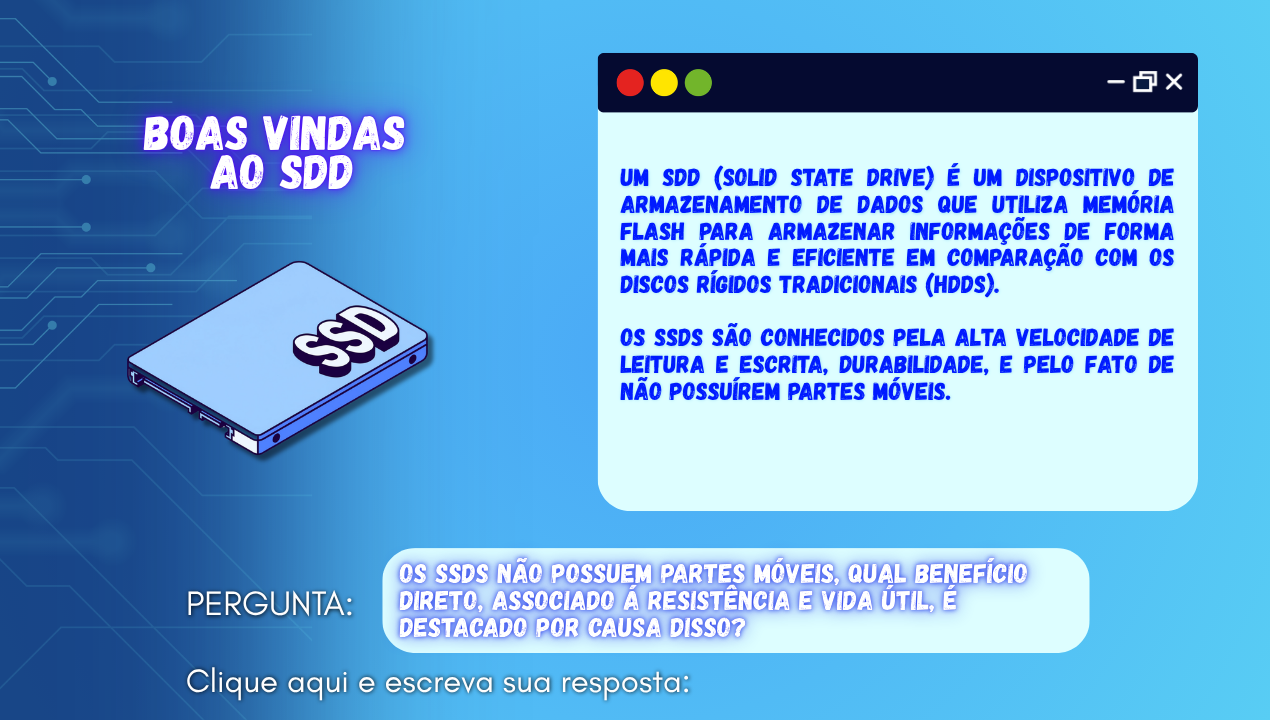 BOAS VINDAS
AO SDD
SSD
UM SDD (SOLID STATE DRIVE) É UM DISPOSITIVO DE
ARMAZENAMENTO DE DADOS QUE UTILIZA MEMÓRIA
FLASH PARA ARMAZENAR INFORMAÇÕES DE FORMA
MAIS RÁPIDA E EFICIENTE EM COMPARAÇÃO COM OS
DISCOS RÍGIDOS TRADICIONAIS (HDDS).
OS SSDS SÃO CONHECIDOS PELA ALTA VELOCIDADE DE
LEITURA E ESCRITA, DURABILIDADE, E PELO FATO DE
NÃO POSSUÍREM PARTES MÓVEIS.
PERGUNTA:
OS SSDS NÃO POSSUEM PARTES MÓVEIS, QUAL BENEFÍCIO
DIRETO, ASSOCIADO Á RESISTÊNCIA E VIDA ÚTIL, É
DESTACADO POR CAUSA DISSO?
Clique aqui e escreva sua resposta: